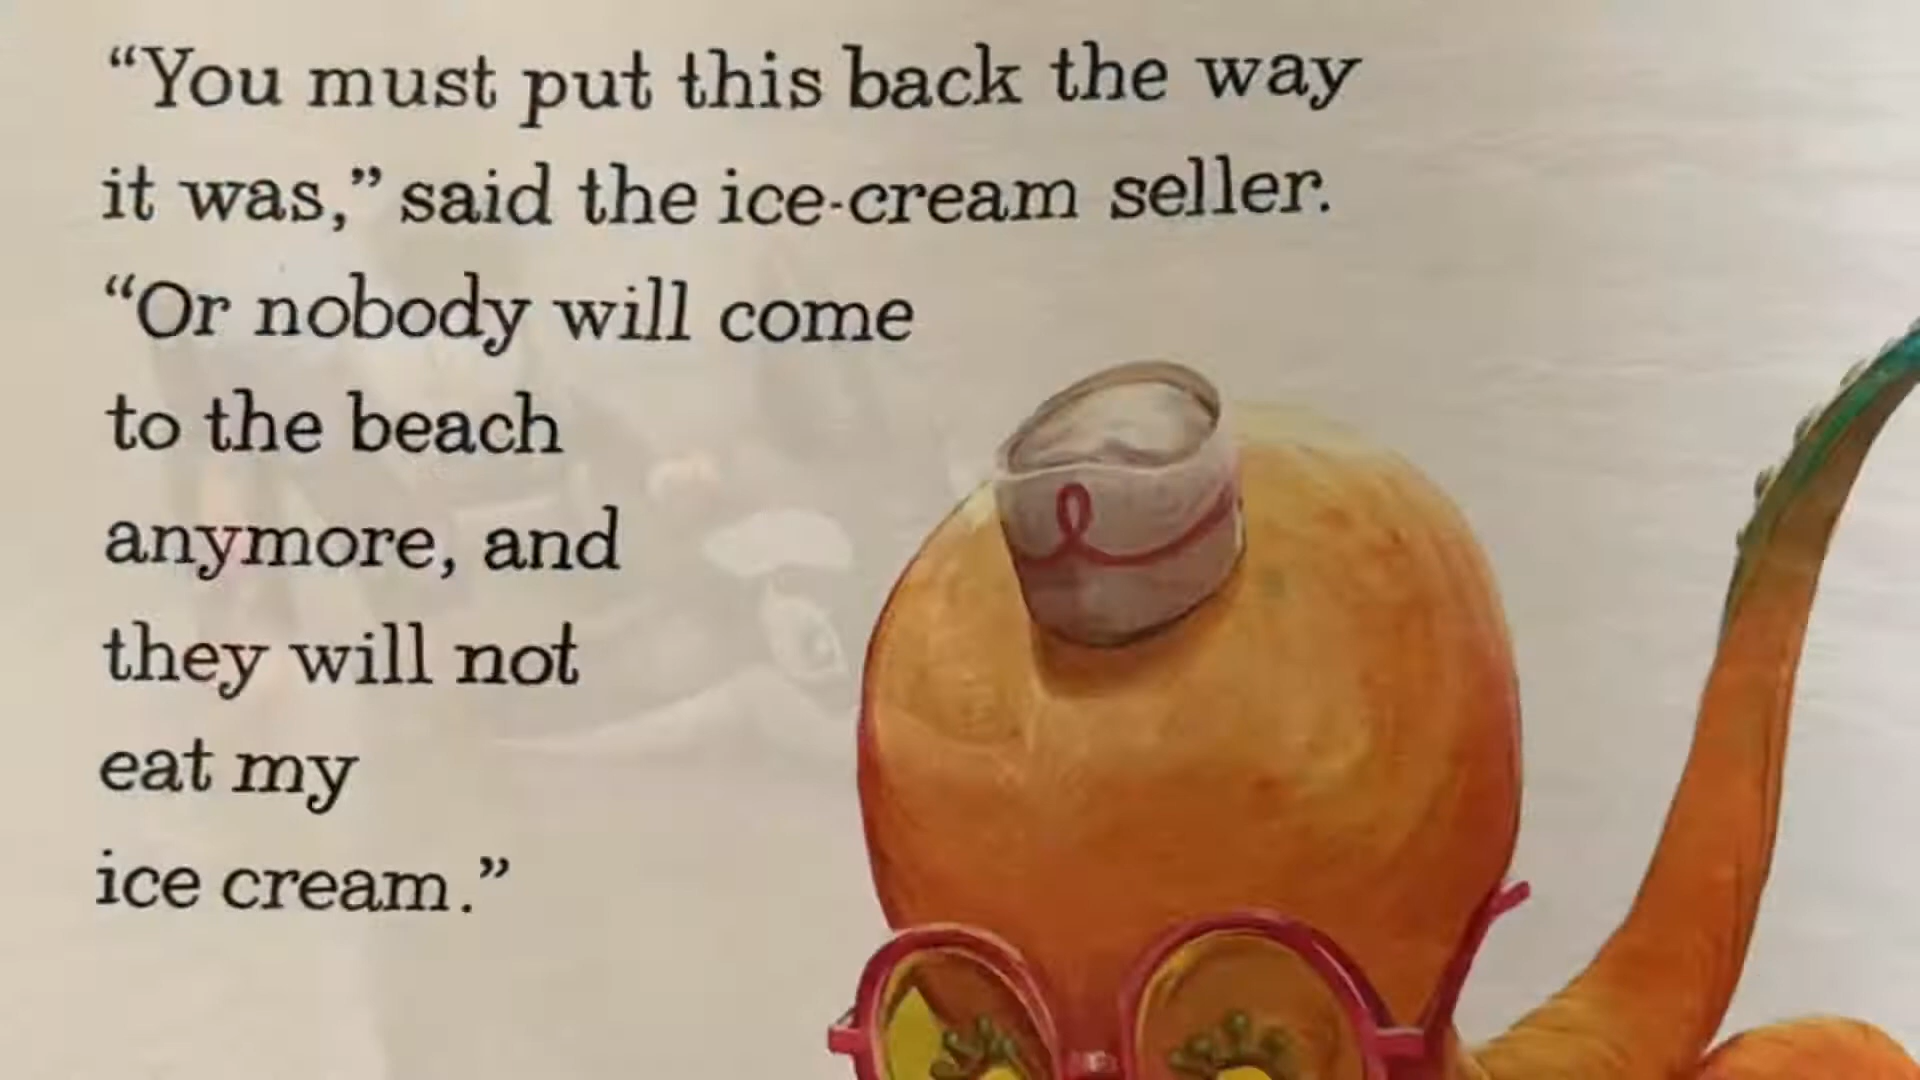 “You must put this back the way
it was,” said the ice-cream seller.
“Or nobody will come
to the beach
anymore, and
they will not
eat my
ice cream.”